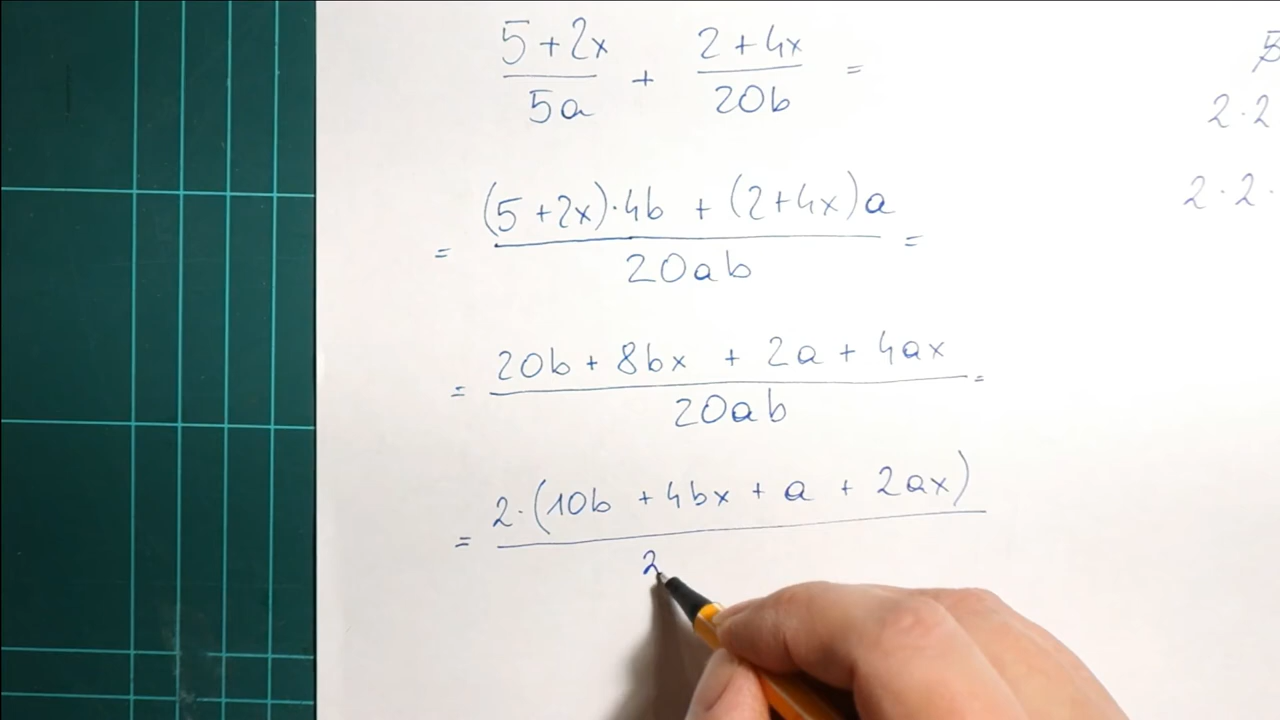 (5+2x)/(5a) + (2+4x)/(20b) =
= ((5+2x)·4b + (2+4x)a)/(20ab) =
= (20b + 8bx + 2a + 4ax)/(20ab) =
= 2·(10b + 4bx + a + 2ax)
2
5
2·2
2·2·